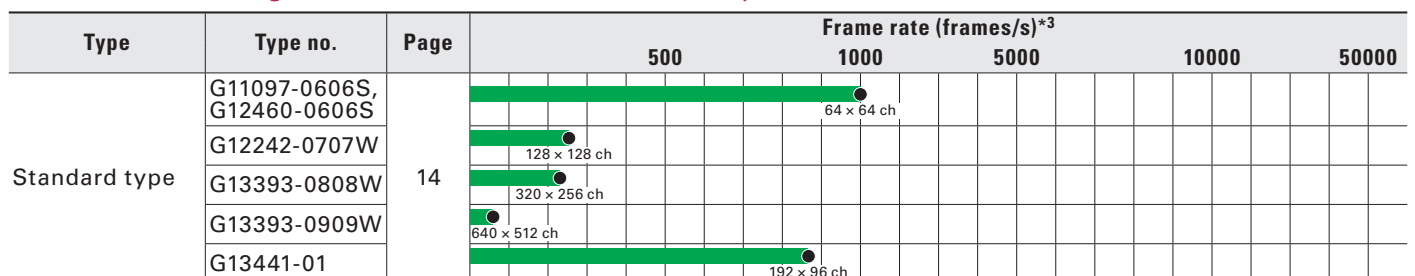 Type Type no. Page Frame rate (frames/s)*3
500 1000 5000 10000 50000
Standard type
G11097-0606S,
G12460-0606S
64 × 64 ch
G12242-0707W
128 × 128 ch
14
G13393-0808W
320 × 256 ch
G13393-0909W
640 × 512 ch
G13441-01
192 × 96 ch